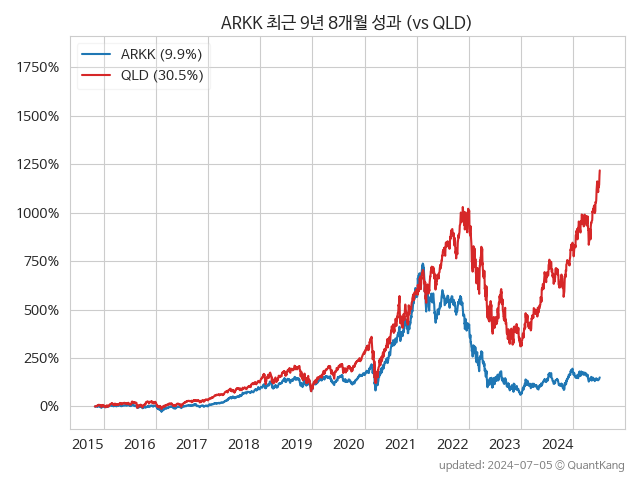 ARKK 최근 9년 8개월 성과 (vs QLD)
ARKK (9.9%)
QLD (30.5%)
1750%
1500%
1250%
1000%
750%
500%
250%
0%
2015 2016 2017 2018 2019 2020 2021 2022 2023 2024
updated: 2024-07-05 © QuantKang